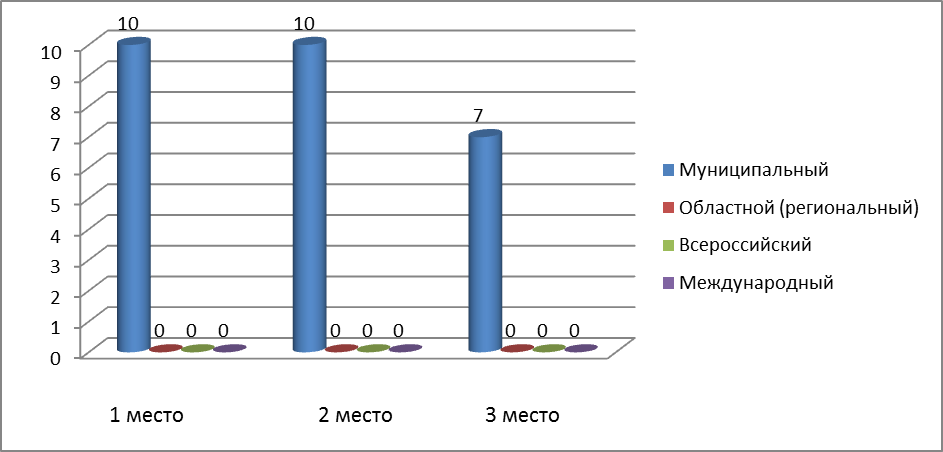 10
10
7
10
9
8
7
6
5
4
3
2
1
0
0 0 0
0 0 0
0 0 0
1 место
2 место
3 место
Муниципальный
Областной (региональный)
Всероссийский
Международный